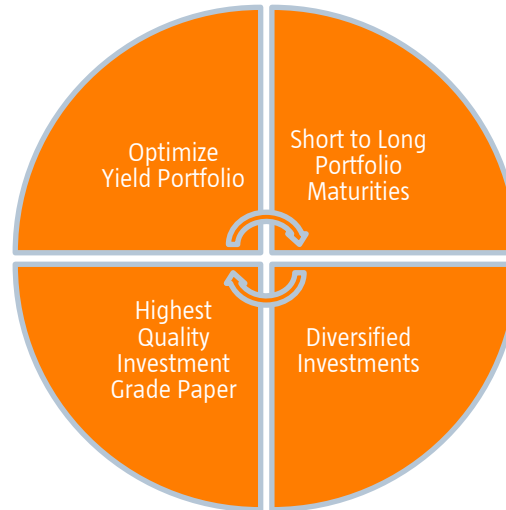 Optimize
Yield Portfolio
Short to Long
Portfolio
Maturities
Highest
Quality
Investment
Grade Paper
Diversified
Investments